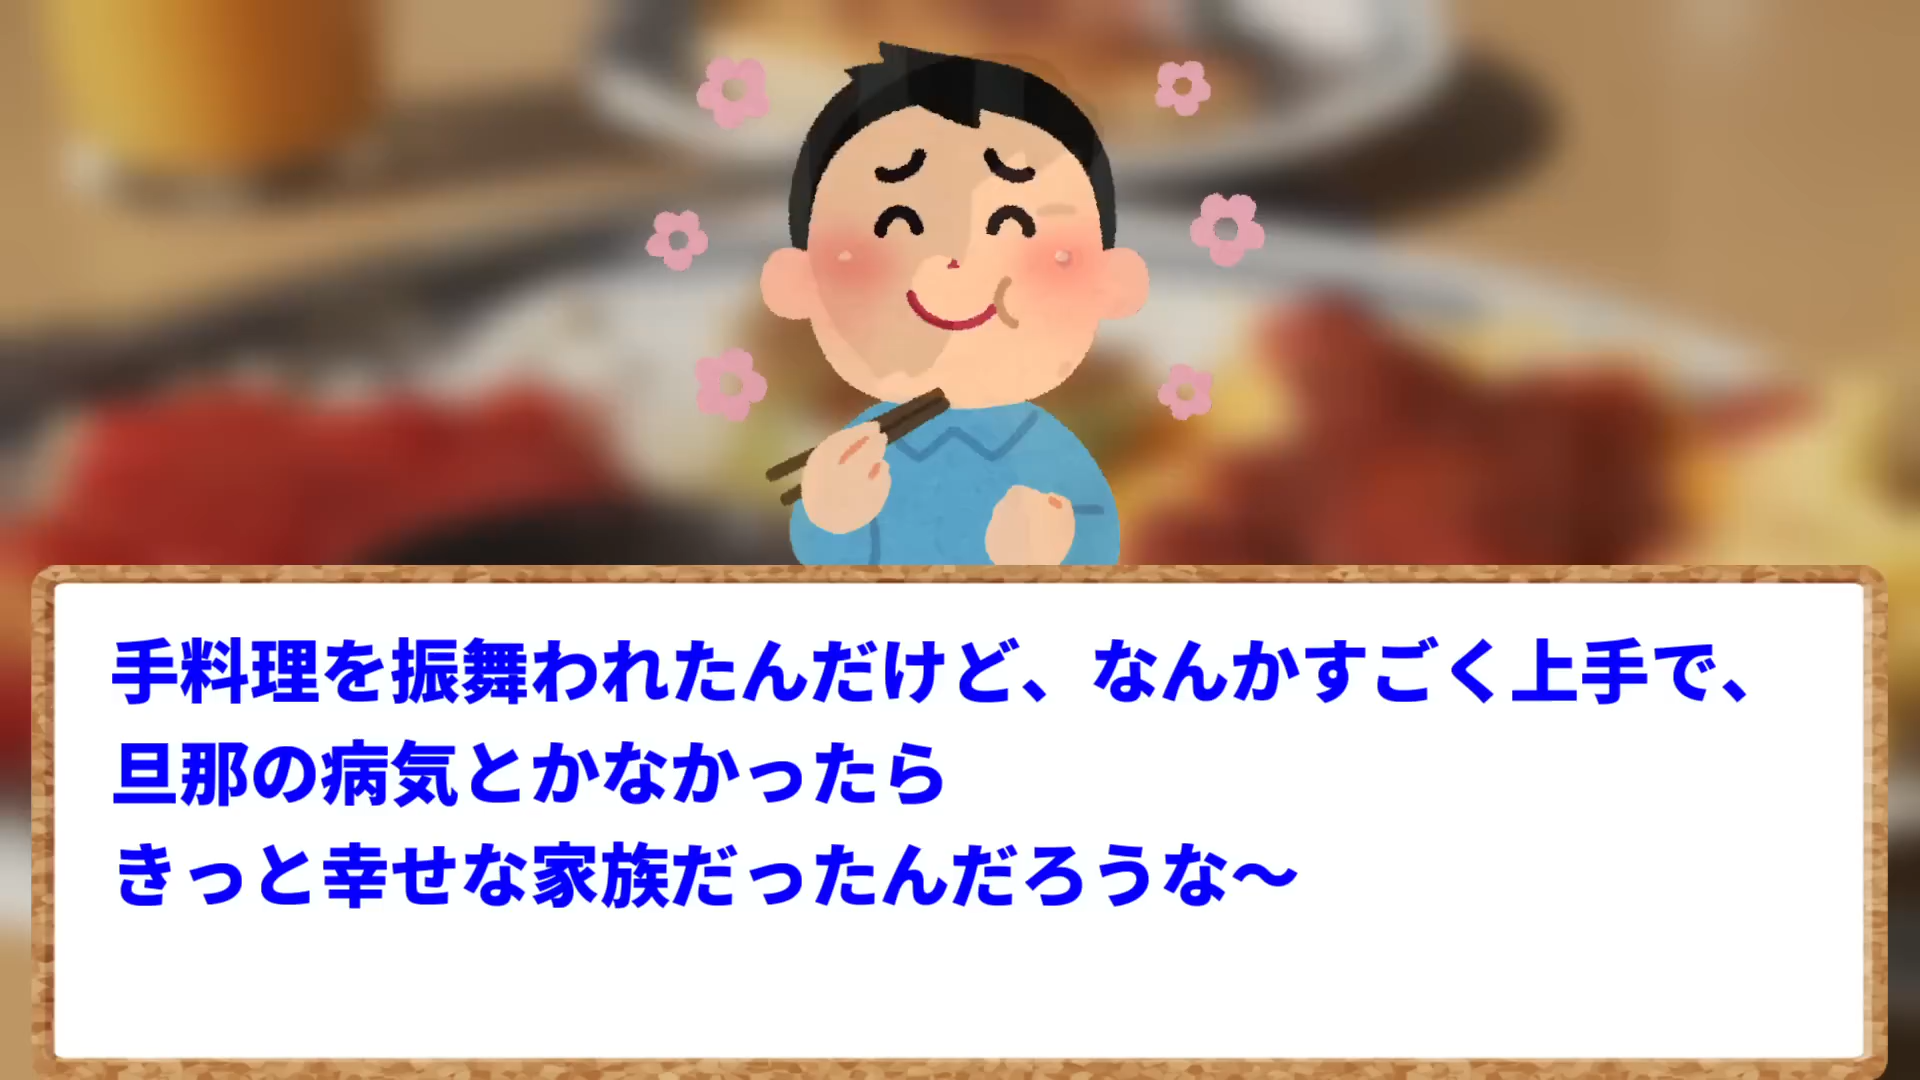 手料理を振舞われたんだけど、なんかすごく上手で、
旦那の病気とかなかったら
きっと幸せな家族だったんだろうな〜